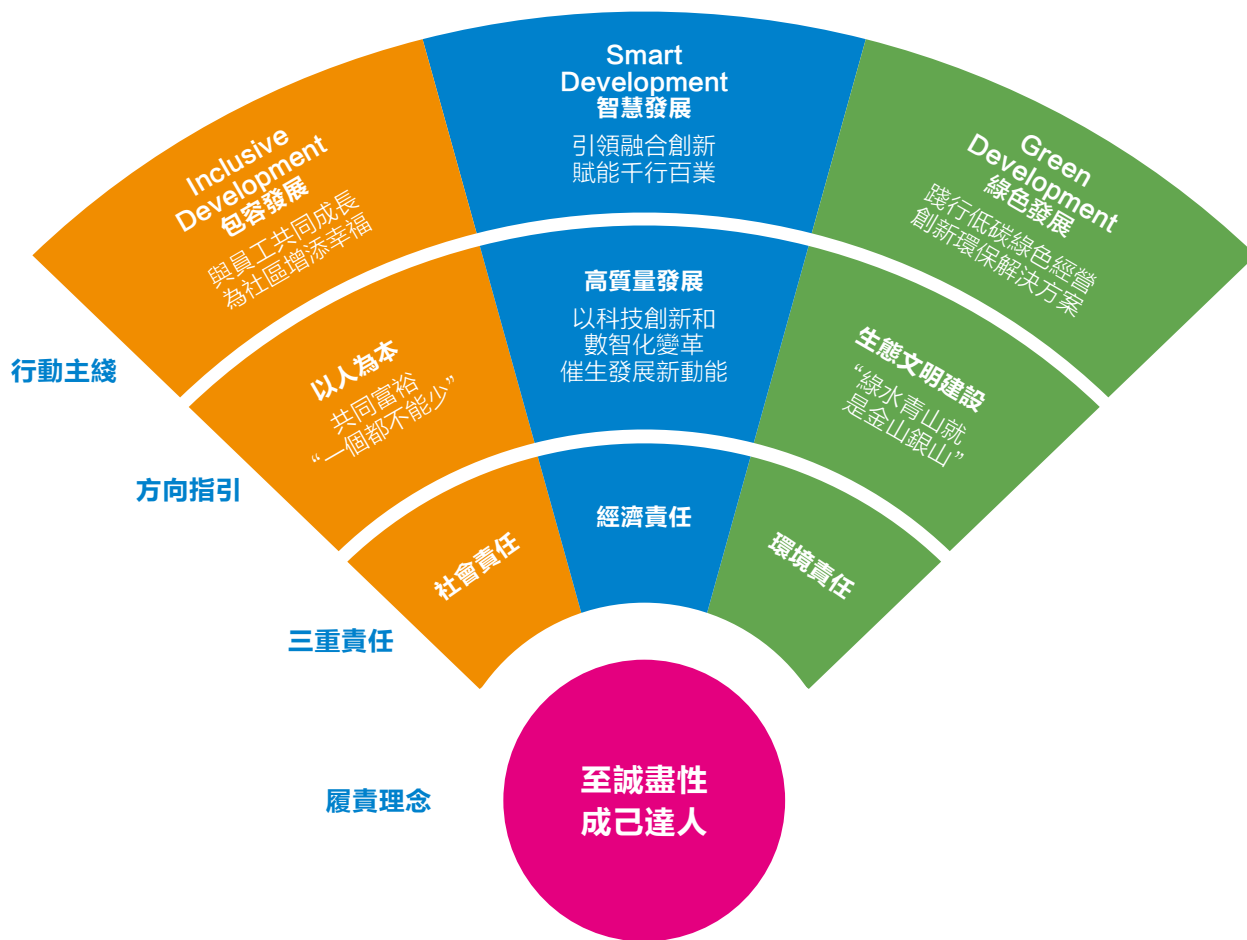 Inclusive
Development
包容發展
與員工共同成長
為社區增添幸福
Smart
Development
智慧發展
引領融合創新
賦能千行百業
Green
Development
綠色發展
踐行低碳綠色經營
創新環保解決方案
行動主綫
以人為本
共同富裕
“一個都不能少”
高質量發展
以科技創新和
數智化變革
催生發展新動能
生態文明建設
“綠水青山就
是金山銀山”
方向指引
社會責任
經濟責任
環境責任
三重責任
履責理念
至誠盡性
成己達人